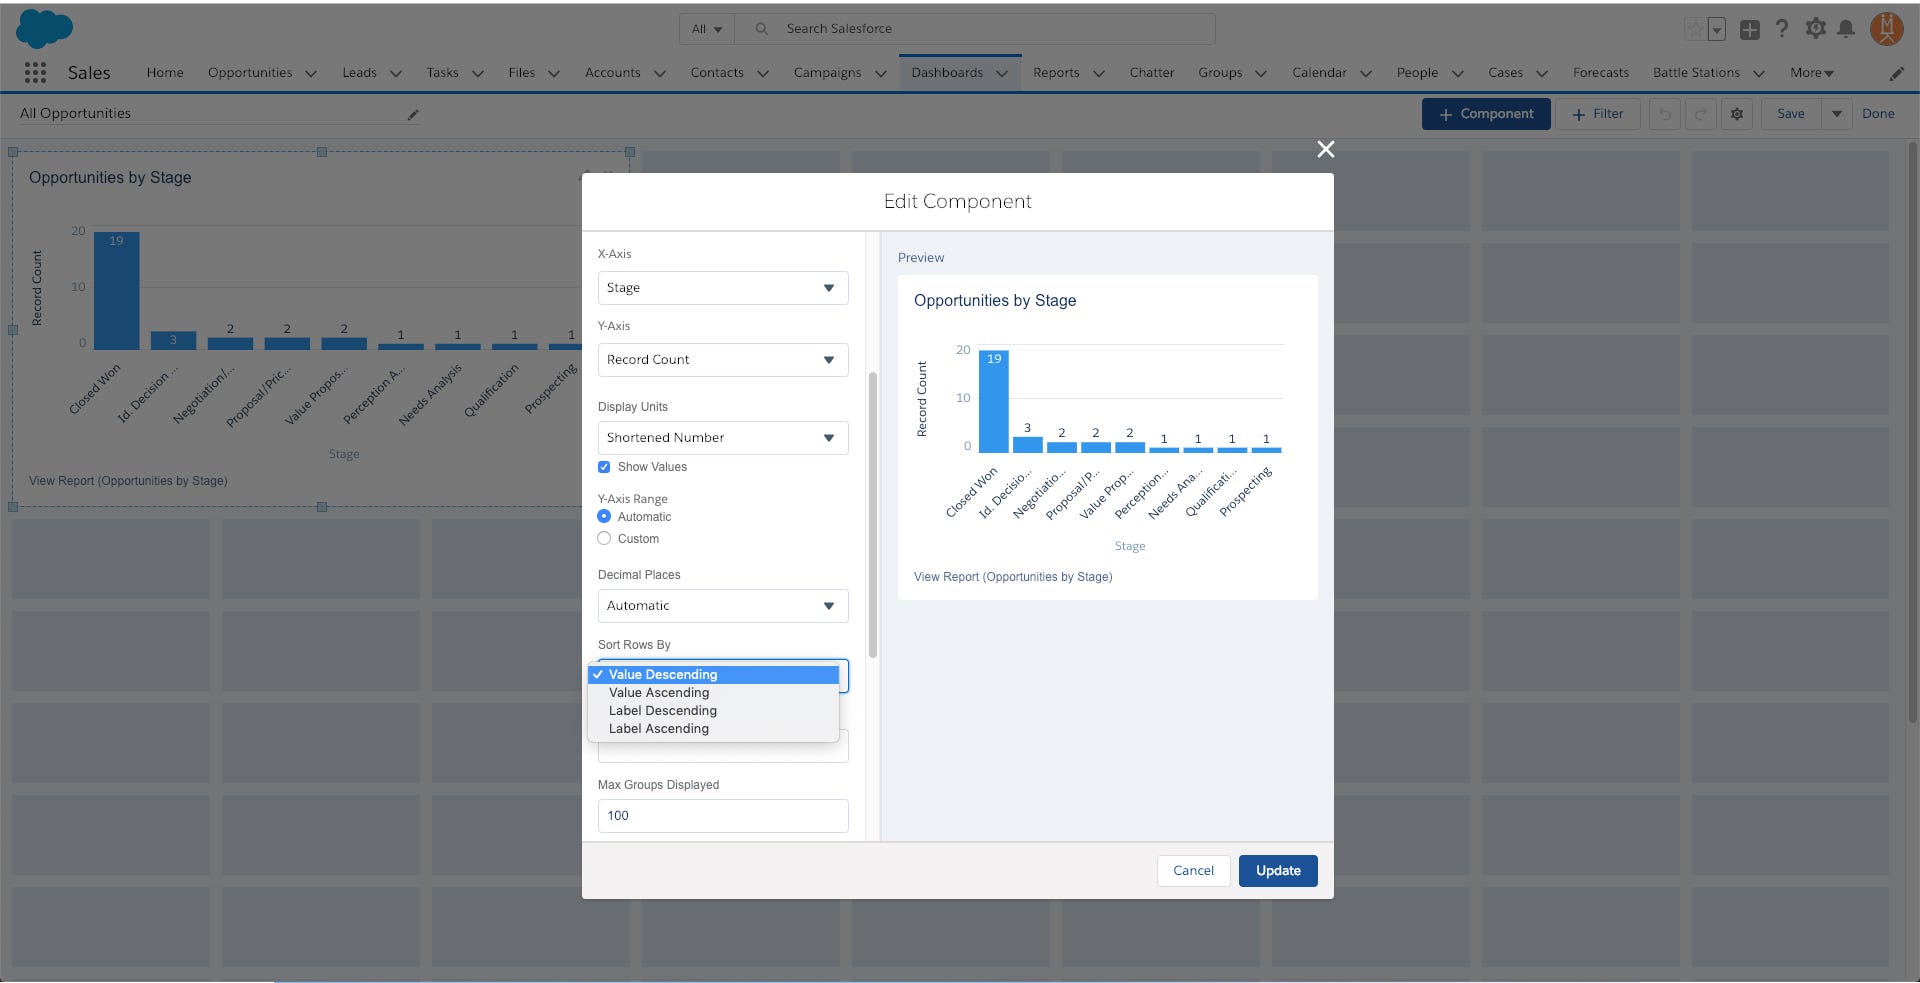 All
Search Salesforce
Sales
Home
Opportunities
Leads
Tasks
Files
Accounts
Contacts
Campaigns
Dashboards
Reports
Chatter
Groups
Calendar
People
Cases
Forecasts
Battle Stations
More
All Opportunities
+ Component
+ Filter
Save
Done
Opportunities by Stage
Record Count
20
10
0
19
3
2
2
2
1
1
1
1
Closed Won
Id. Decision ...
Negotiation/...
Proposal/Pric...
Value Propos...
Perception A...
Needs Analysis
Qualification
Prospecting
Stage
View Report (Opportunities by Stage)
Edit Component
X-Axis
Stage
Y-Axis
Record Count
Display Units
Shortened Number
Show Values
Y-Axis Range
Automatic
Custom
Decimal Places
Automatic
Sort Rows By
Value Descending
Value Ascending
Label Descending
Label Ascending
Max Groups Displayed
100
Preview
Opportunities by Stage
Record Count
20
10
0
19
3
2
2
2
1
1
1
1
Closed Won
Id. Decisio...
Negotiatio...
Proposal/P...
Value Prop...
Perception...
Needs Ana...
Qualificati...
Prospecting
Stage
View Report (Opportunities by Stage)
Cancel
Update